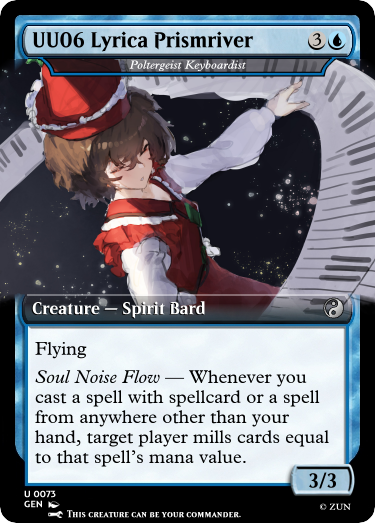 UU06 Lyrica Prismriver 3
Poltergeist Keyboardist
Creature — Spirit Bard
Flying
Soul Noise Flow — Whenever you
cast a spell with spellcard or a spell
from anywhere other than your
hand, target player mills cards equal
to that spell's mana value.
3/3
U 0073
GEN
THIS CREATURE CAN BE YOUR COMMANDER.
© ZUN